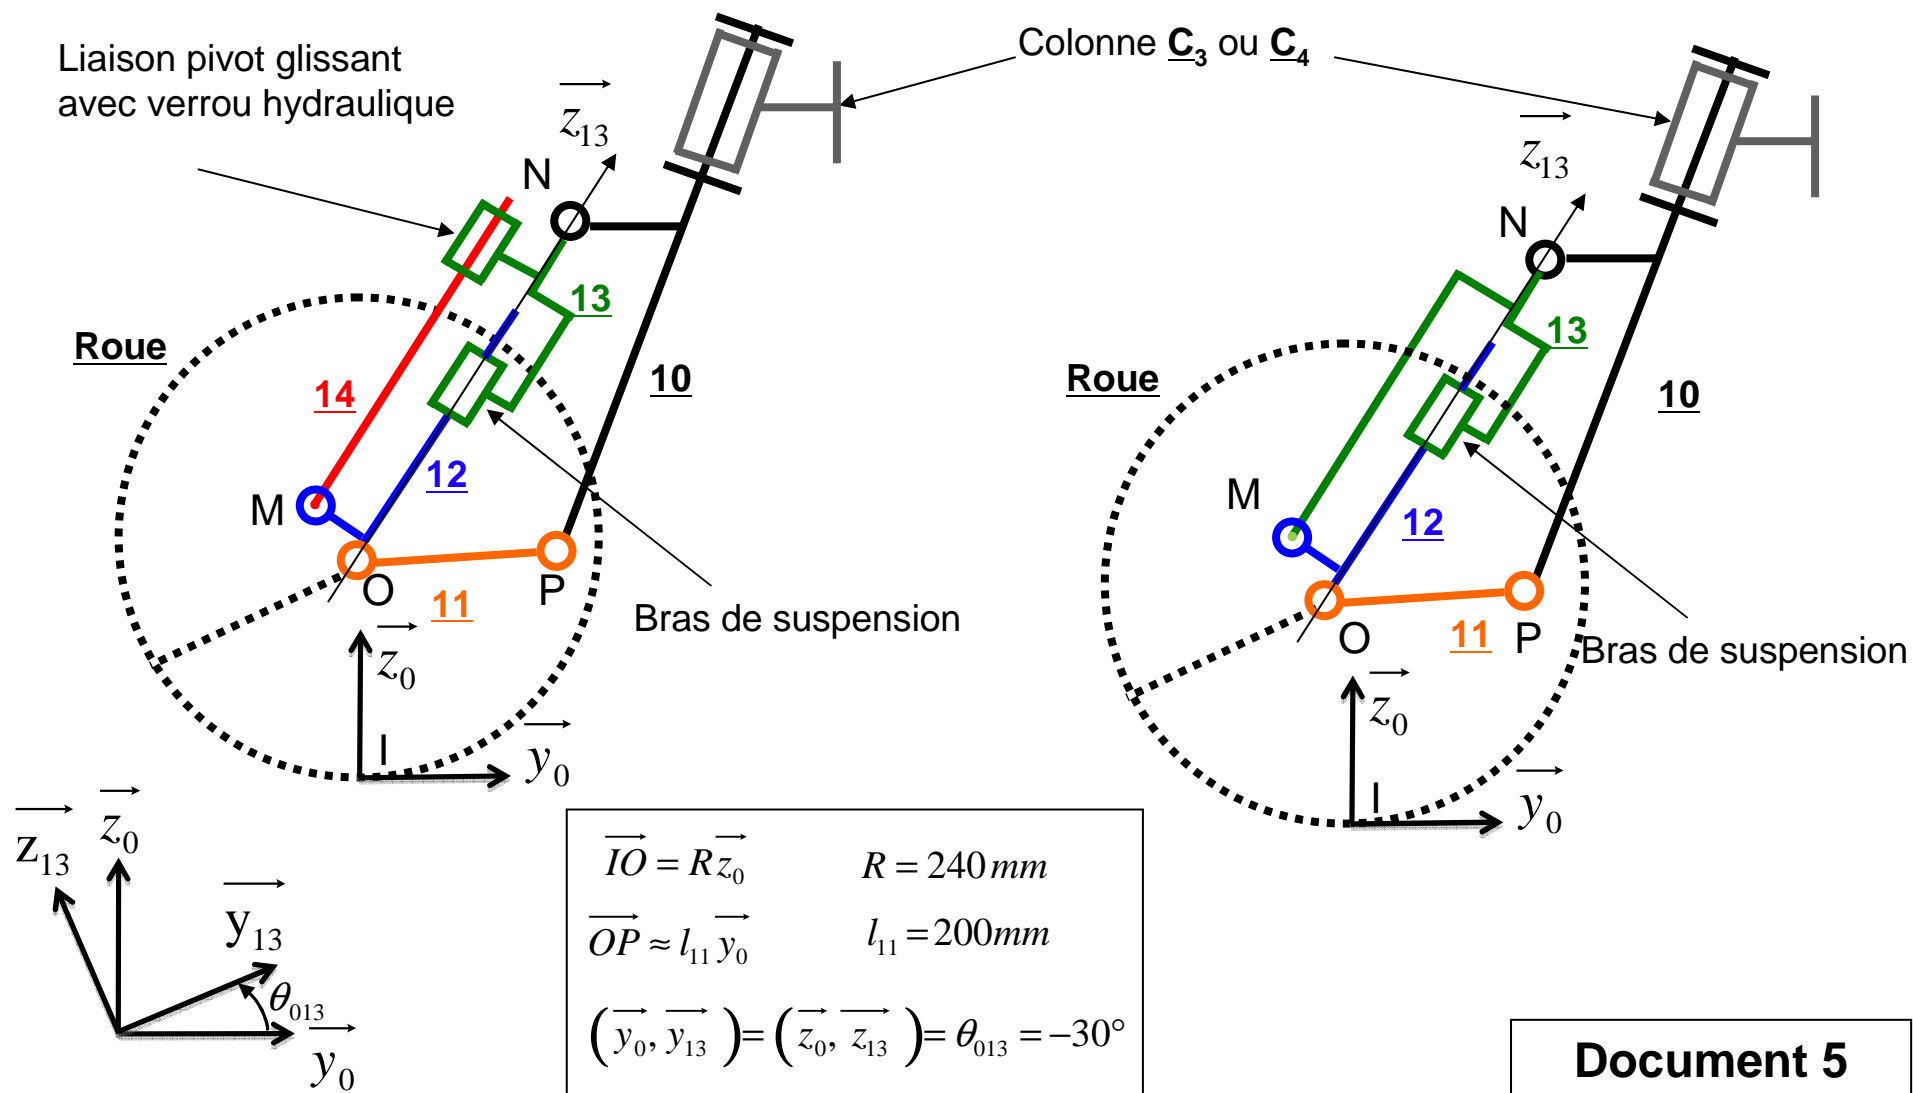 Liaison pivot glissant
avec verrou hydraulique
z₁₃
N
Colonne C₃ ou C₄
z₁₃
N
13
Roue
14
10
12
M
O
P
11
Bras de suspension
z₀
I
y₀
13
Roue
10
M
12
O
11
P
Bras de suspension
z₀
I
y₀
z₁₃
z₀
y₁₃
θ₀₁₃
y₀
IO = R z₀ R = 240 mm
OP ≈ l₁₁ y₀ l₁₁ = 200mm
(y₀, y₁₃) = (z₀, z₁₃) = θ₀₁₃ = −30°
Document 5